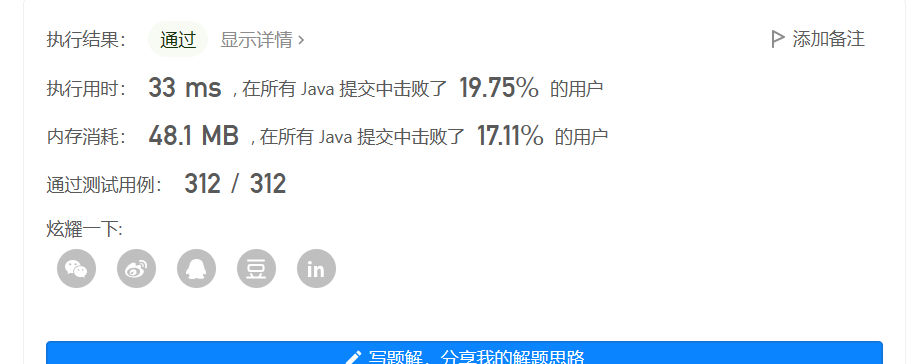 执行结果： 通过 显示详情 › 添加备注
执行用时： 33 ms , 在所有 Java 提交中击败了 19.75% 的用户
内存消耗： 48.1 MB , 在所有 Java 提交中击败了 17.11% 的用户
通过测试用例： 312 / 312
炫耀一下:
豆 in
写题解，分享我的解题思路